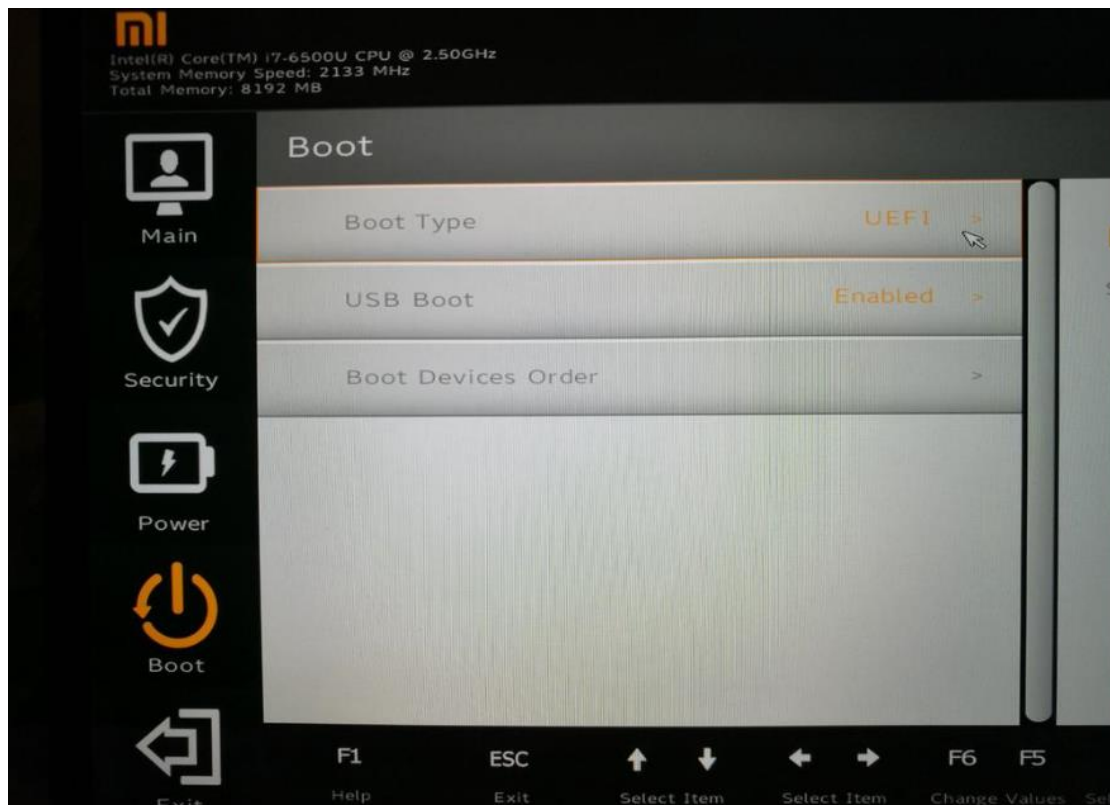 mi
Intel(R) Core(TM) i7-6500U CPU @ 2.50GHz
System Memory Speed: 2133 MHz
Total Memory: 8192 MB
Boot
Main
Boot Type UEFI >
USB Boot Enabled >
Security
Boot Devices Order >
Power
Boot
Exit
F1 ESC F6 F5
Help Exit Select Item Select Item Change Values